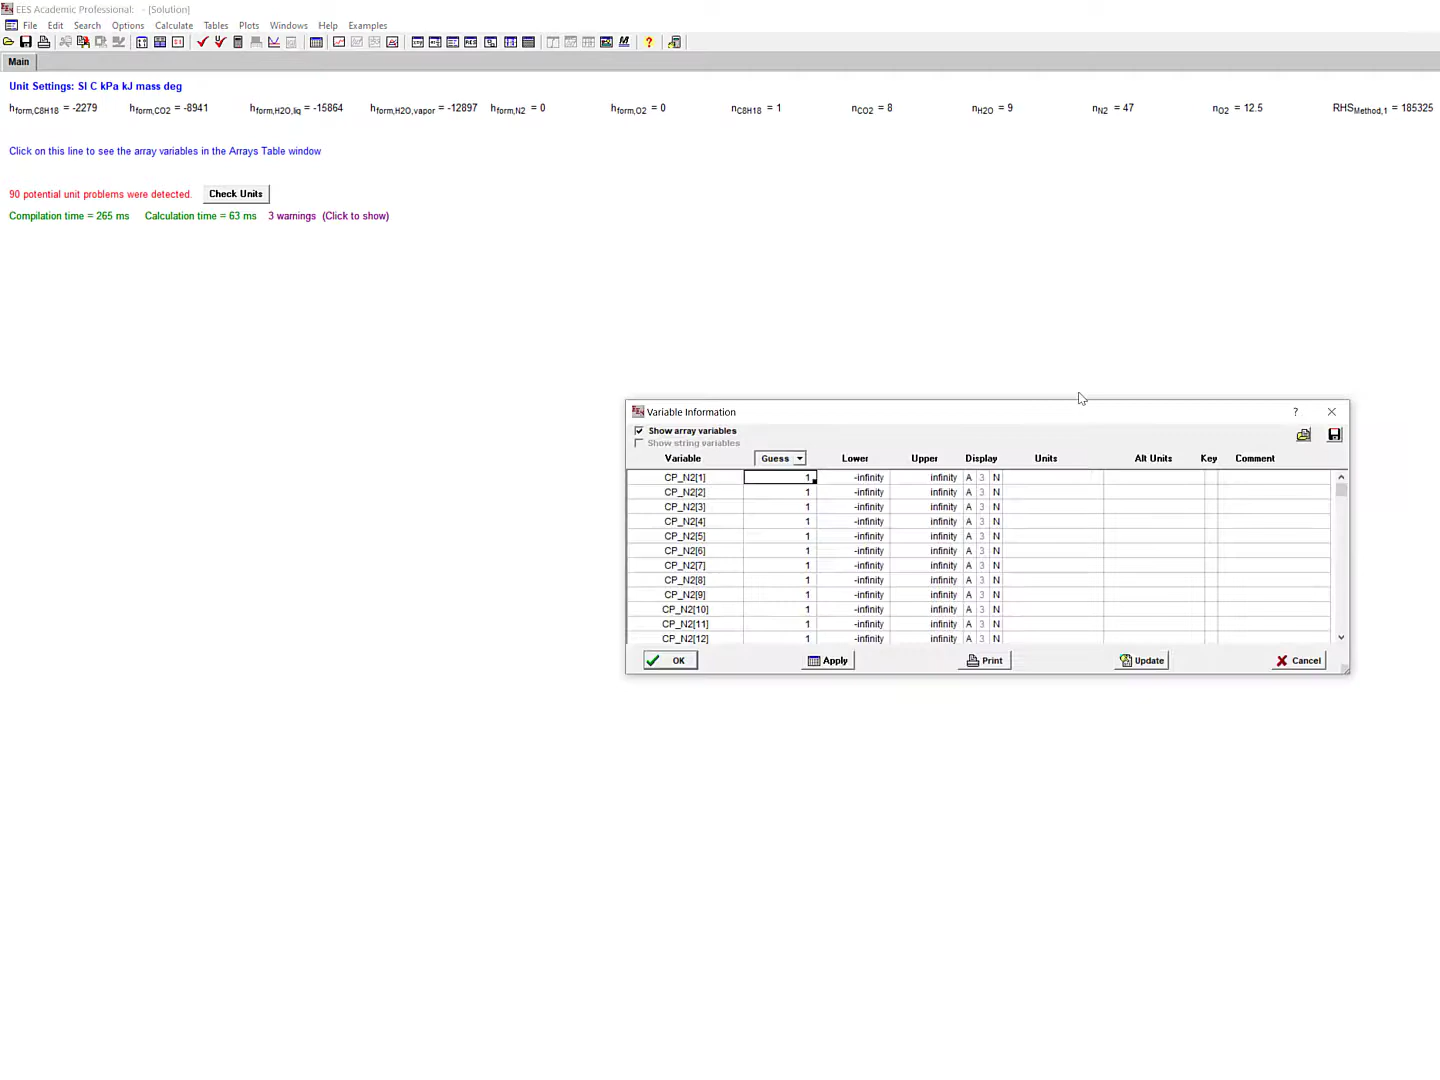 EES Academic Professional: - [Solution]
File Edit Search Options Calculate Tables Plots Windows Help Examples
Main
Unit Settings: SI C kPa kJ mass deg
hform,C8H18 = -2279 hform,CO2 = -8941 hform,H2O,liq = -15864 hform,H2O,vapor = -12897 hform,N2 = 0 hform,O2 = 0 nC8H18 = 1 nCO2 = 8 nH2O = 9 nN2 = 47 nO2 = 12.5 RHSMethod,1 = 185325
Click on this line to see the array variables in the Arrays Table window
90 potential unit problems were detected. Check Units
Compilation time = 265 ms Calculation time = 63 ms 3 warnings (Click to show)
Variable Information ?
Show array variables
Show string variables
Variable Guess Lower Upper Display Units Alt Units Key Comment
CP_N2[1] 1 -infinity infinity A 3 N
CP_N2[2] 1 -infinity infinity A 3 N
CP_N2[3] 1 -infinity infinity A 3 N
CP_N2[4] 1 -infinity infinity A 3 N
CP_N2[5] 1 -infinity infinity A 3 N
CP_N2[6] 1 -infinity infinity A 3 N
CP_N2[7] 1 -infinity infinity A 3 N
CP_N2[8] 1 -infinity infinity A 3 N
CP_N2[9] 1 -infinity infinity A 3 N
CP_N2[10] 1 -infinity infinity A 3 N
CP_N2[11] 1 -infinity infinity A 3 N
CP_N2[12] 1 -infinity infinity A 3 N
OK Apply Print Update Cancel